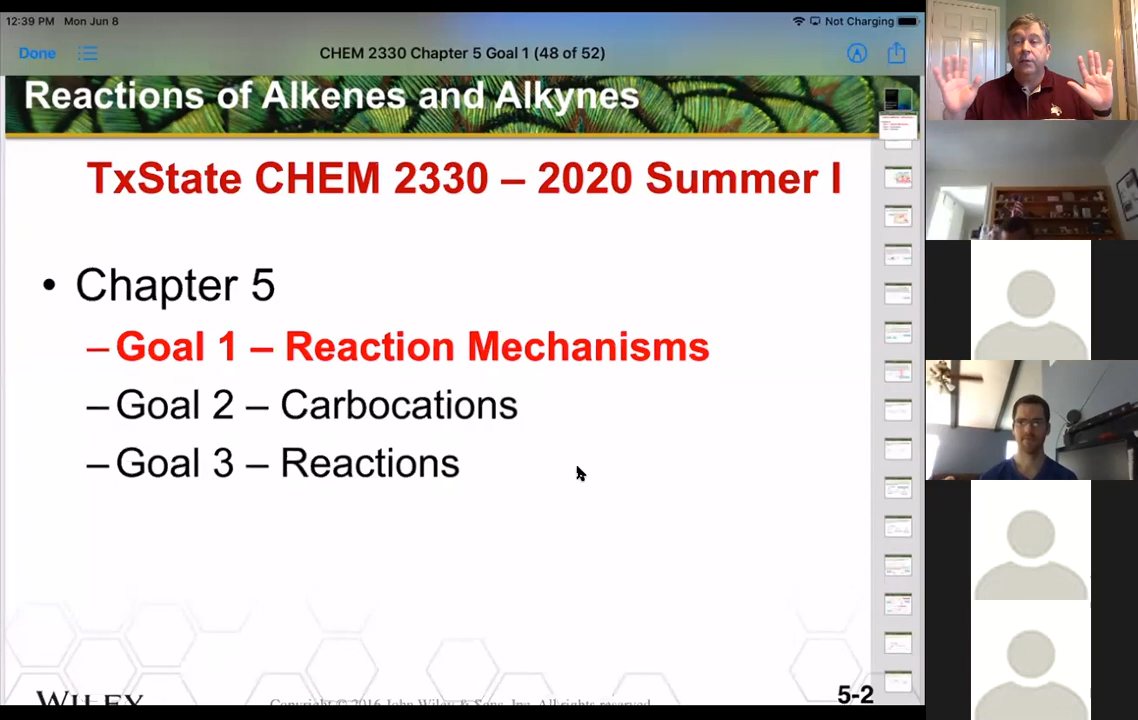 12:39 PM Mon Jun 8
Not Charging
Done
CHEM 2330 Chapter 5 Goal 1 (48 of 52)
Reactions of Alkenes and Alkynes
TxState CHEM 2330 – 2020 Summer I
• Chapter 5
– Goal 1 – Reaction Mechanisms
– Goal 2 – Carbocations
– Goal 3 – Reactions
WILEY
Copyright © 2016 John Wiley & Sons, Inc. All rights reserved.
5-2